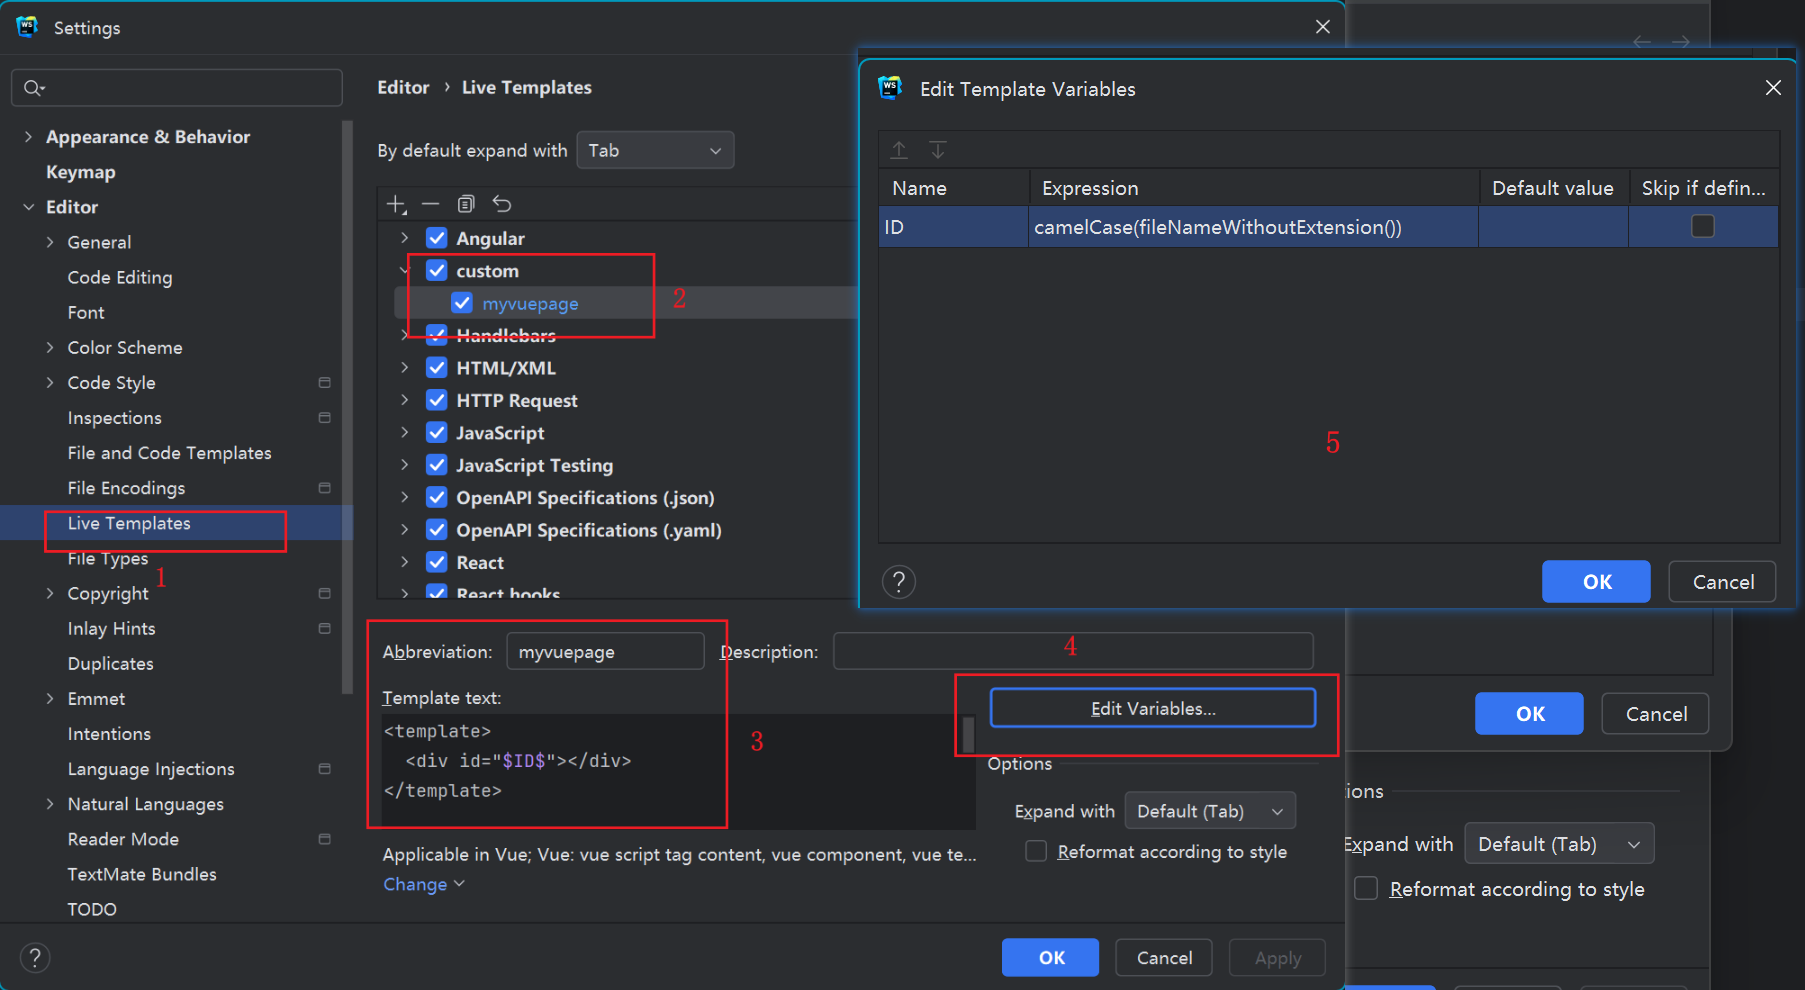 Settings
Appearance & Behavior
Keymap
Editor
General
Code Editing
Font
Color Scheme
Code Style
Inspections
File and Code Templates
File Encodings
Live Templates
File Types
1
Copyright
Inlay Hints
Duplicates
Emmet
Intentions
Language Injections
Natural Languages
Reader Mode
TextMate Bundles
TODO
Editor › Live Templates
By default expand with Tab
Angular
custom
myvuepage
2
Handlebars
HTML/XML
HTTP Request
JavaScript
JavaScript Testing
OpenAPI Specifications (.json)
OpenAPI Specifications (.yaml)
React
React hooks
Abbreviation: myvuepage Description:
4
Template text:
<template>
<div id="$ID$"></div>
</template>
3
Edit Variables...
Options
Expand with Default (Tab)
Reformat according to style
Applicable in Vue; Vue: vue script tag content, vue component, vue te...
Change
? OK Cancel Apply
WS Edit Template Variables
Name Expression Default value Skip if defin...
ID camelCase(fileNameWithoutExtension())
5
? OK Cancel
OK Cancel
ions
Expand with Default (Tab)
Reformat according to style